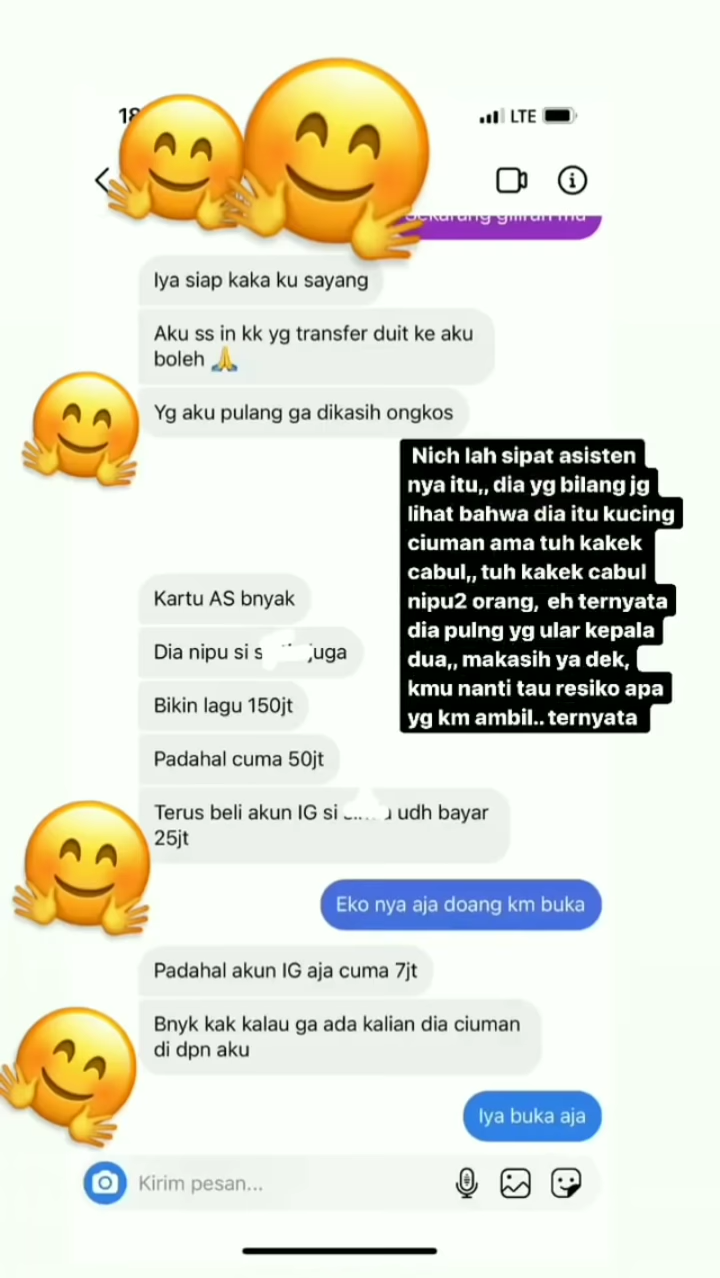 18
LTE
Sekarang giliran mu
Iya siap kaka ku sayang
Aku ss in kk yg transfer duit ke aku
boleh 🙏
Yg aku pulang ga dikasih ongkos
Nich lah sipat asisten
nya itu,, dia yg bilang jg
lihat bahwa dia itu kucing
ciuman ama tuh kakek
cabul,, tuh kakek cabul
nipu2 orang, eh ternyata
dia pulng yg ular kepala
dua,, makasih ya dek,
kmu nanti tau resiko apa
yg km ambil.. ternyata
Kartu AS bnyak
Dia nipu si juga
Bikin lagu 150jt
Padahal cuma 50jt
Terus beli akun IG si udh bayar
25jt
Eko nya aja doang km buka
Padahal akun IG aja cuma 7jt
Bnyk kak kalau ga ada kalian dia ciuman
di dpn aku
Iya buka aja
Kirim pesan...